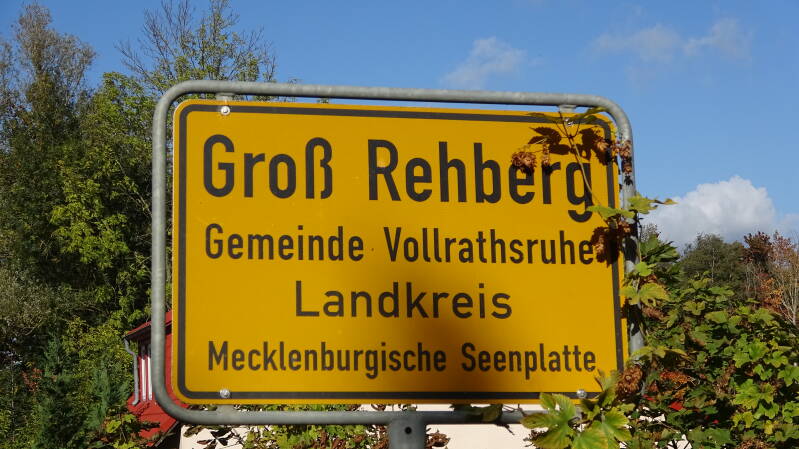 Groß Rehberg
Gemeinde Vollrathsruhe
Landkreis
Mecklenburgische Seenplatte